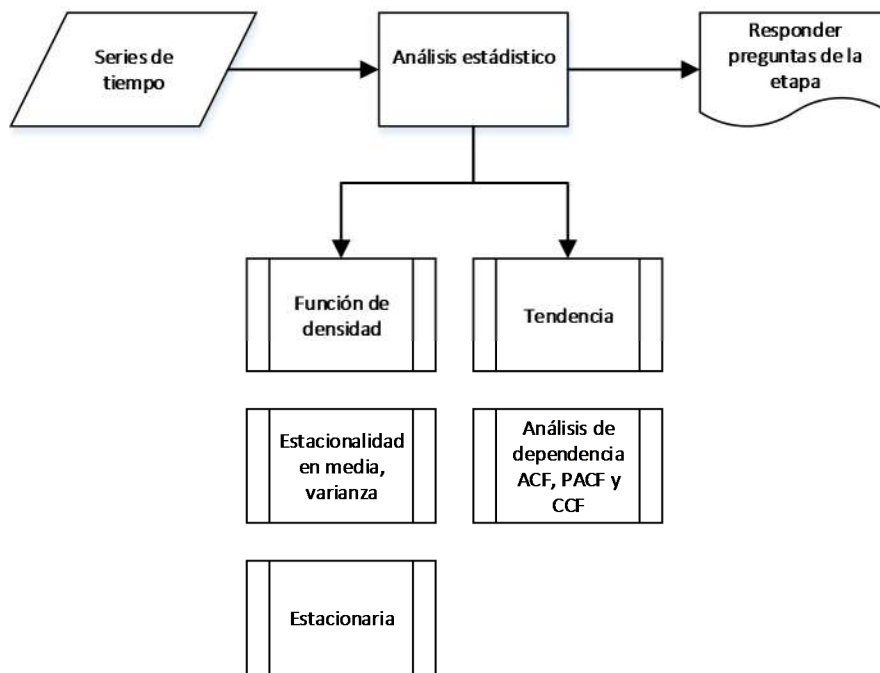 Series de
tiempo
Análisis estádistico
Responder
preguntas de la
etapa
Función de
densidad
Tendencia
Estacionalidad
en media,
varianza
Análisis de
dependencia
ACF, PACF y
CCF
Estacionaria